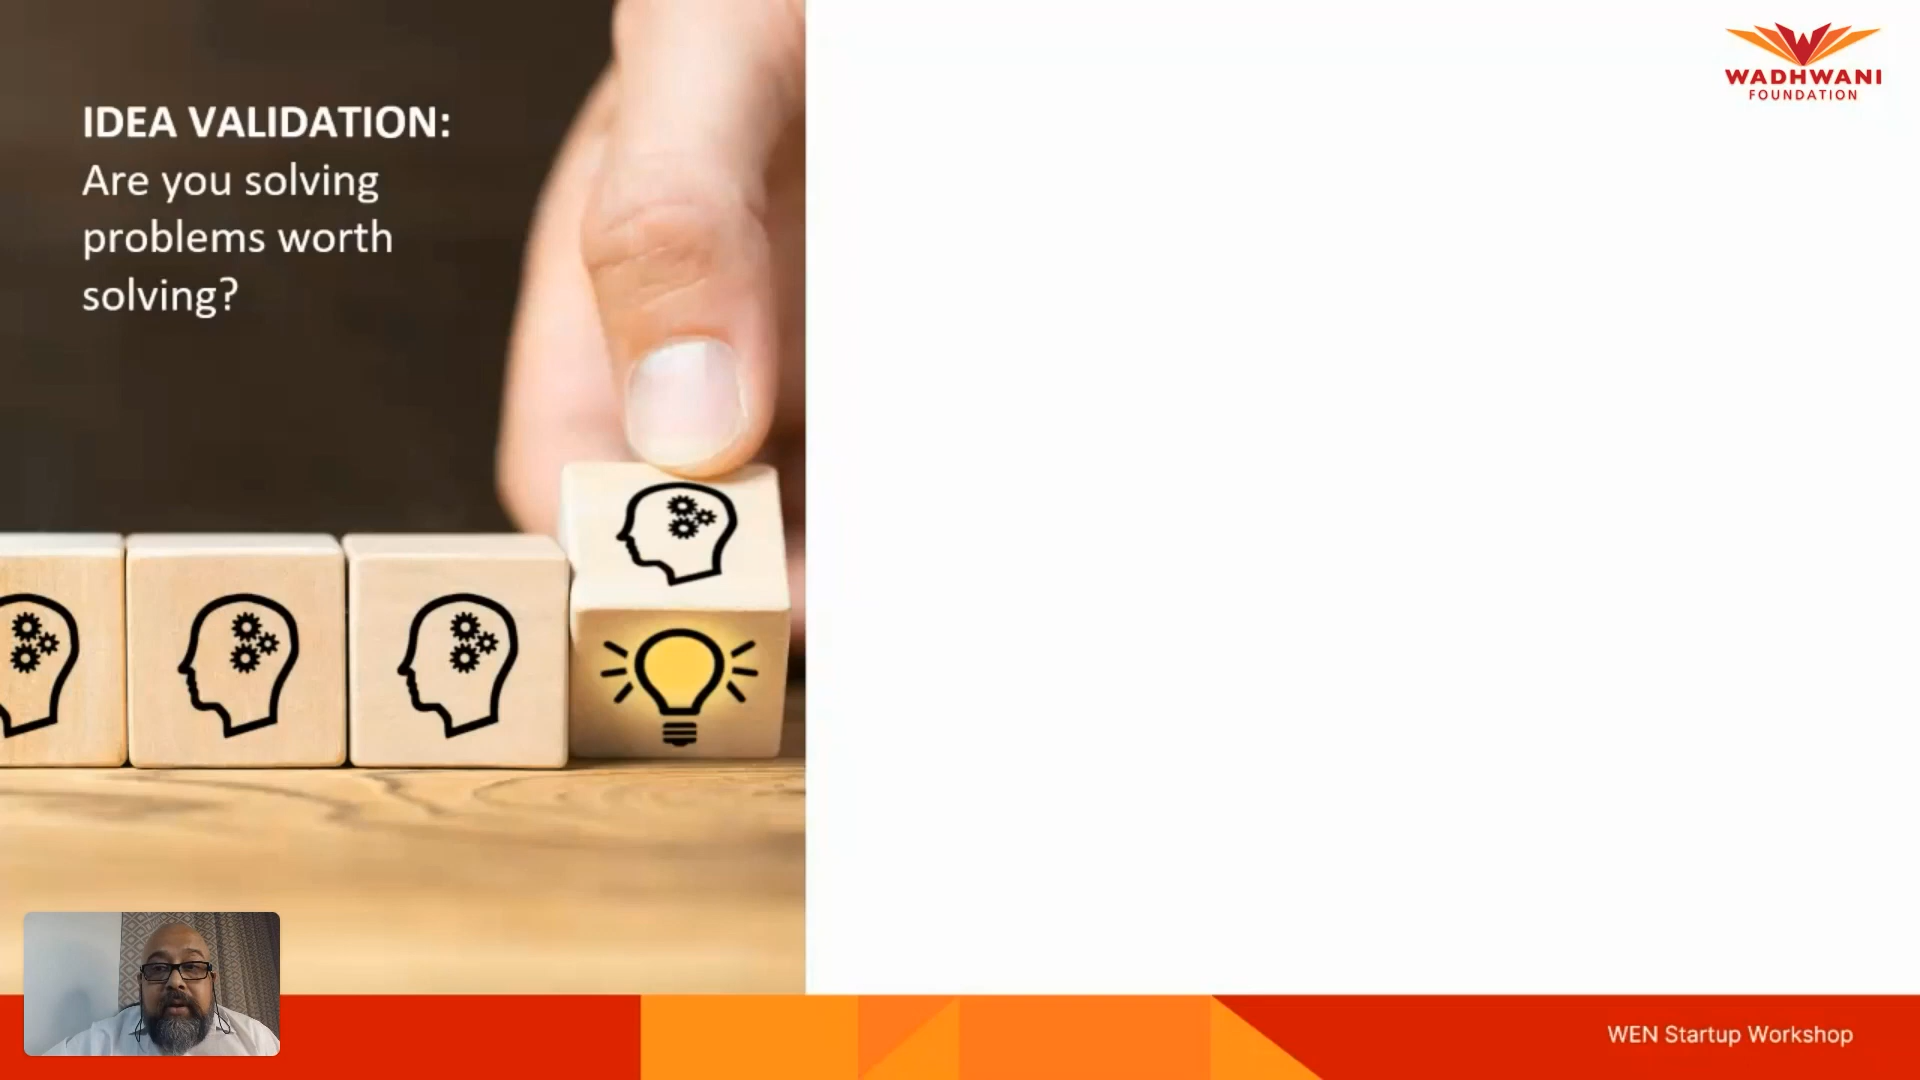 IDEA VALIDATION:
Are you solving
problems worth
solving?
WADHWANI
FOUNDATION
WEN Startup Workshop